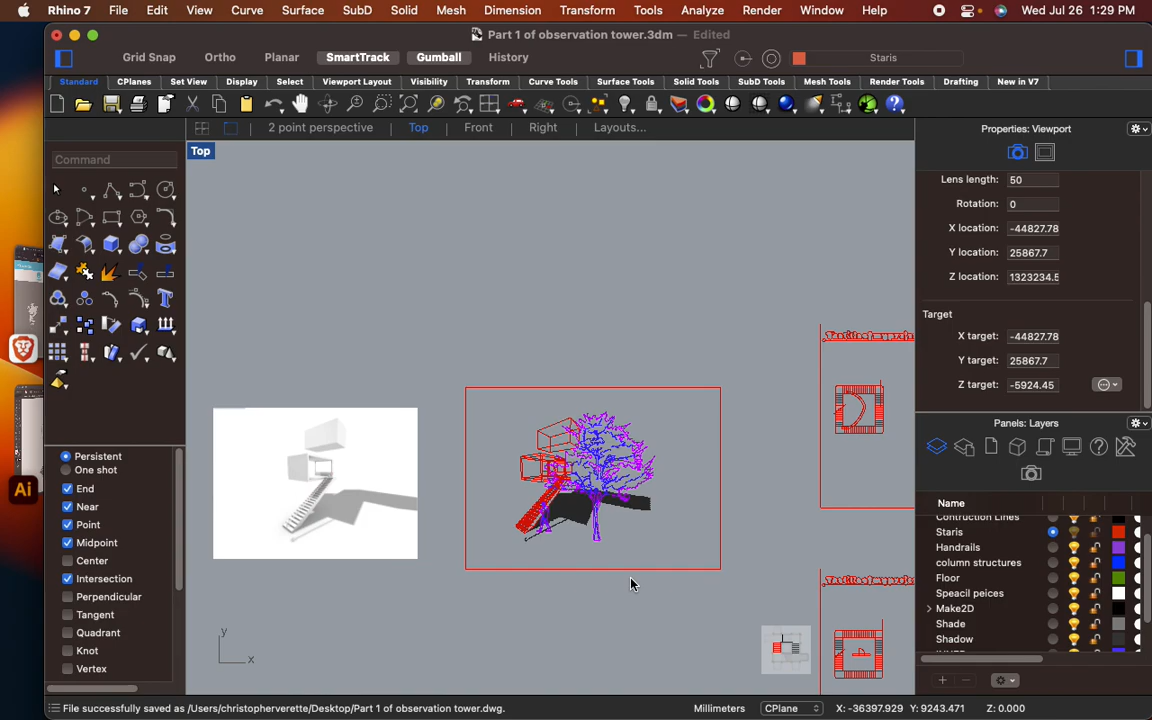 Rhino 7 File Edit View Curve Surface SubD Solid Mesh Dimension Transform Tools Analyze Render Window Help Wed Jul 26 1:29 PM
Part 1 of observation tower.3dm — Edited
Grid Snap Ortho Planar SmartTrack Gumball History Staris
Standard CPlanes Set View Display Select Viewport Layout Visibility Transform Curve Tools Surface Tools Solid Tools SubD Tools Mesh Tools Render Tools Drafting New in V7
2 point perspective Top Front Right Layouts...
Properties: Viewport
Top
Command
Lens length: 50
Rotation: 0
X location: -44827.78
Y location: 25867.7
Z location: 1323234.5
Target
X target: -44827.78
Y target: 25867.7
Z target: -5924.45
Panels: Layers
Persistent
One shot
End
Near
Point
Midpoint
Center
Intersection
Perpendicular
Tangent
Quadrant
Knot
Vertex
Name
Contruction Lines
Staris
Handrails
column structures
Floor
Speacil peices
Make2D
Shade
Shadow
y
x
Ai
File successfully saved as /Users/christopherverette/Desktop/Part 1 of observation tower.dwg. Millimeters CPlane X: -36397.929 Y: 9243.471 Z: 0.000